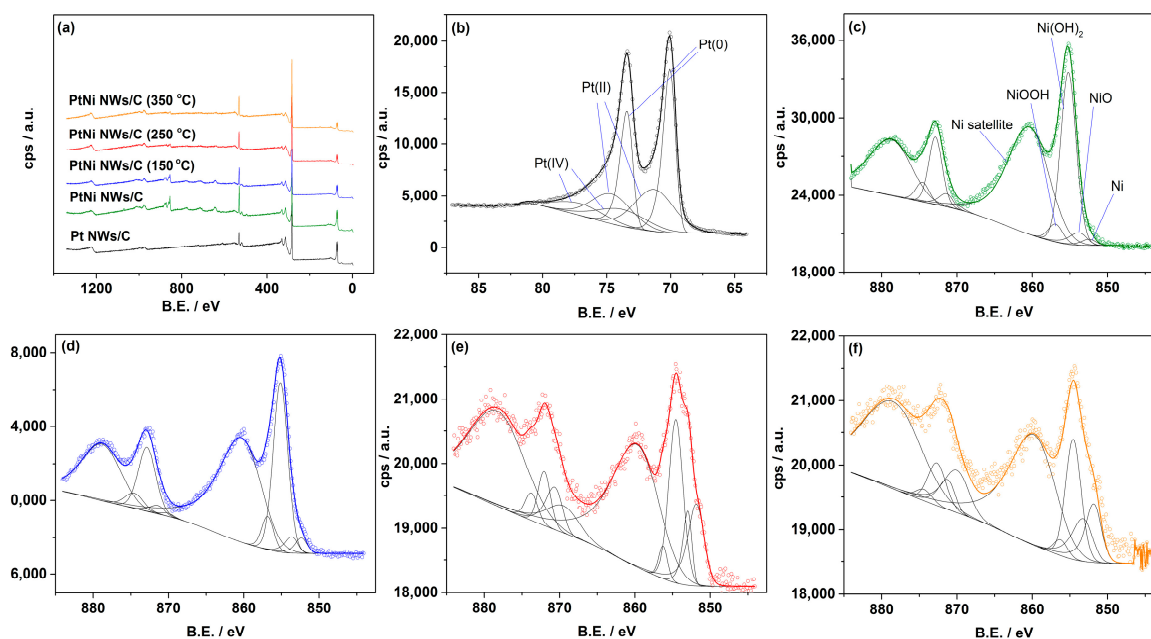 (a)
PtNi NWs/C (350 °C)
PtNi NWs/C (250 °C)
PtNi NWs/C (150 °C)
PtNi NWs/C
Pt NWs/C
cps / a.u.
1200 800 400 0
B.E. / eV
(b)
20,000
15,000
10,000
5,000
0
Pt(0)
Pt(II)
Pt(IV)
cps / a.u.
85 80 75 70 65
B.E. / eV
(c)
36,000
30,000
24,000
18,000
Ni(OH)2
NiOOH
NiO
Ni satellite
Ni
cps / a.u.
880 870 860 850
B.E. / eV
(d)
8,000
4,000
0,000
6,000
cps / a.u.
880 870 860 850
B.E. / eV
(e)
22,000
21,000
20,000
19,000
18,000
cps / a.u.
880 870 860 850
B.E. / eV
(f)
22,000
21,000
20,000
19,000
18,000
cps / a.u.
880 870 860 850
B.E. / eV